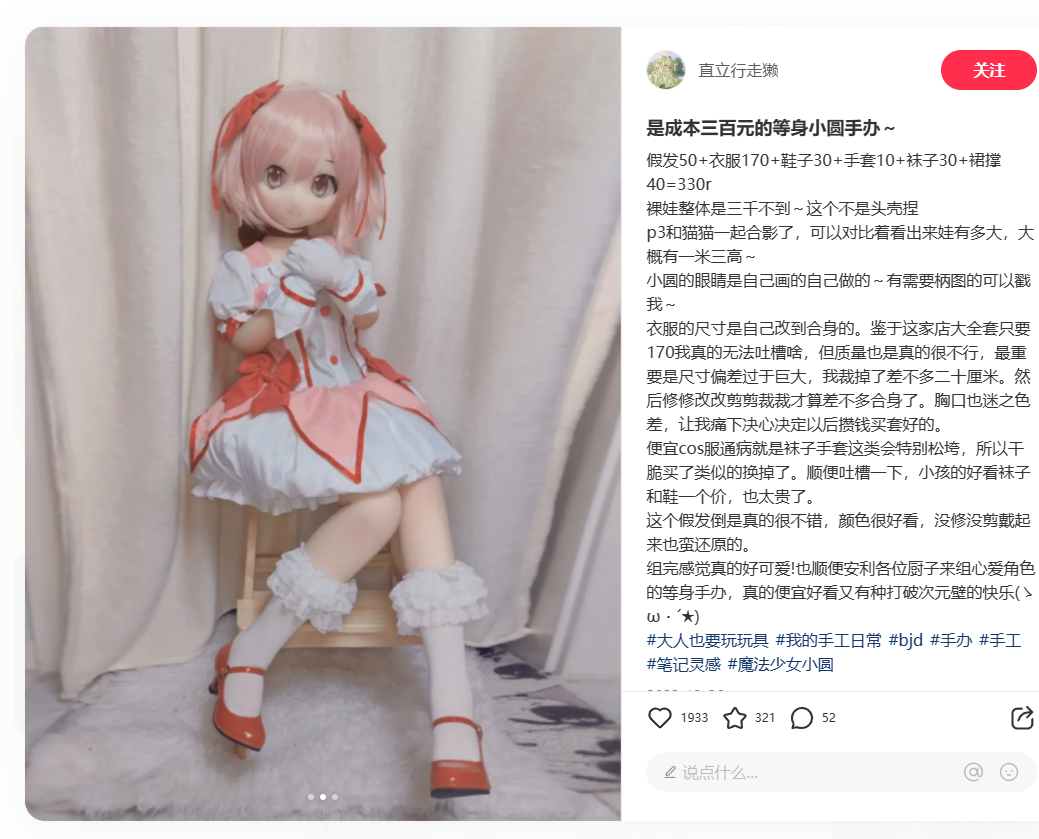 直立行走獭
关注
是成本三百元的等身小圆手办～
假发50+衣服170+鞋子30+手套10+袜子30+裙撑
40=330r
裸娃整体是三千不到～这个不是头壳捏
p3和猫猫一起合影了，可以对比着看出来娃有多大，大
概有一米三高～
小圆的眼睛是自己画的自己做的～有需要柄图的可以戳
我～
衣服的尺寸是自己改到合身的。鉴于这家店大全套只要
170我真的无法吐槽啥，但质量也是真的很不行，最重
要是尺寸偏差过于巨大，我裁掉了差不多二十厘米。然
后修修改改剪剪裁裁才算差不多合身了。胸口也迷之色
差，让我痛下决心决定以后攒钱买套好的。
便宜cos服通病就是袜子手套这类会特别松垮，所以干
脆买了类似的换掉了。顺便吐槽一下，小孩的好看袜子
和鞋一个价，也太贵了。
这个假发倒是真的很不错，颜色很好看，没修没剪戴起
来也蛮还原的。
组完感觉真的好可爱!也顺便安利各位厨子来组心爱角色
的等身手办，真的便宜好看又有种打破次元壁的快乐(ゝ
ω・´★)
#大人也要玩玩具 #我的手工日常 #bjd #手办 #手工
#笔记灵感 #魔法少女小圆
1933
321
52
说点什么...